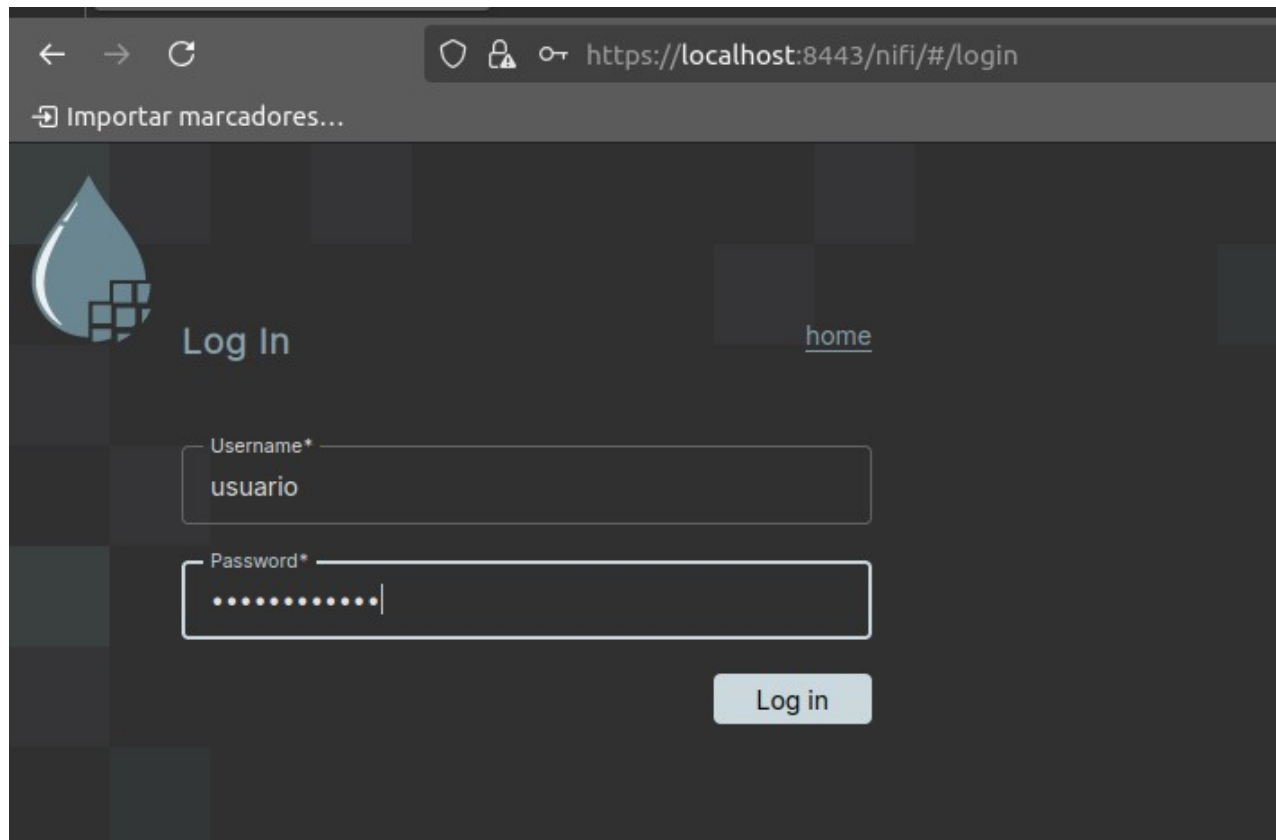 https://localhost:8443/nifi/#/login
Importar marcadores…
Log In
home
Username*
usuario
Password*
••••••••••••
Log in